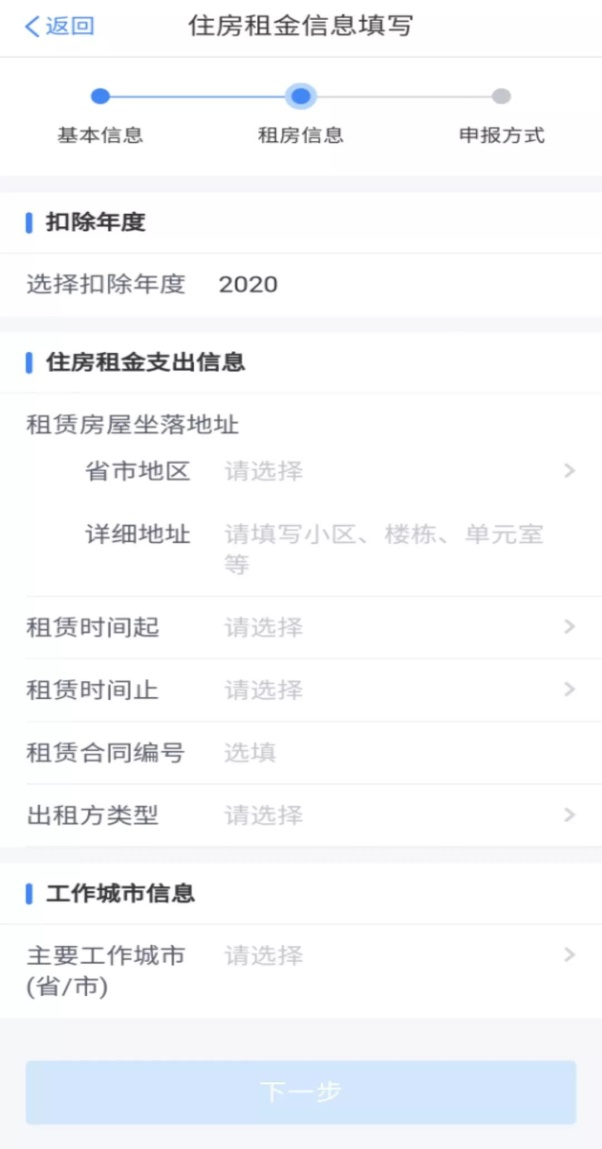 返回 住房租金信息填写
基本信息 租房信息 申报方式
扣除年度
选择扣除年度 2020
住房租金支出信息
租赁房屋坐落地址
省市地区 请选择
详细地址 请填写小区、楼栋、单元室
等
租赁时间起 请选择
租赁时间止 请选择
租赁合同编号 选填
出租方类型 请选择
工作城市信息
主要工作城市 请选择
(省/市)
下一步